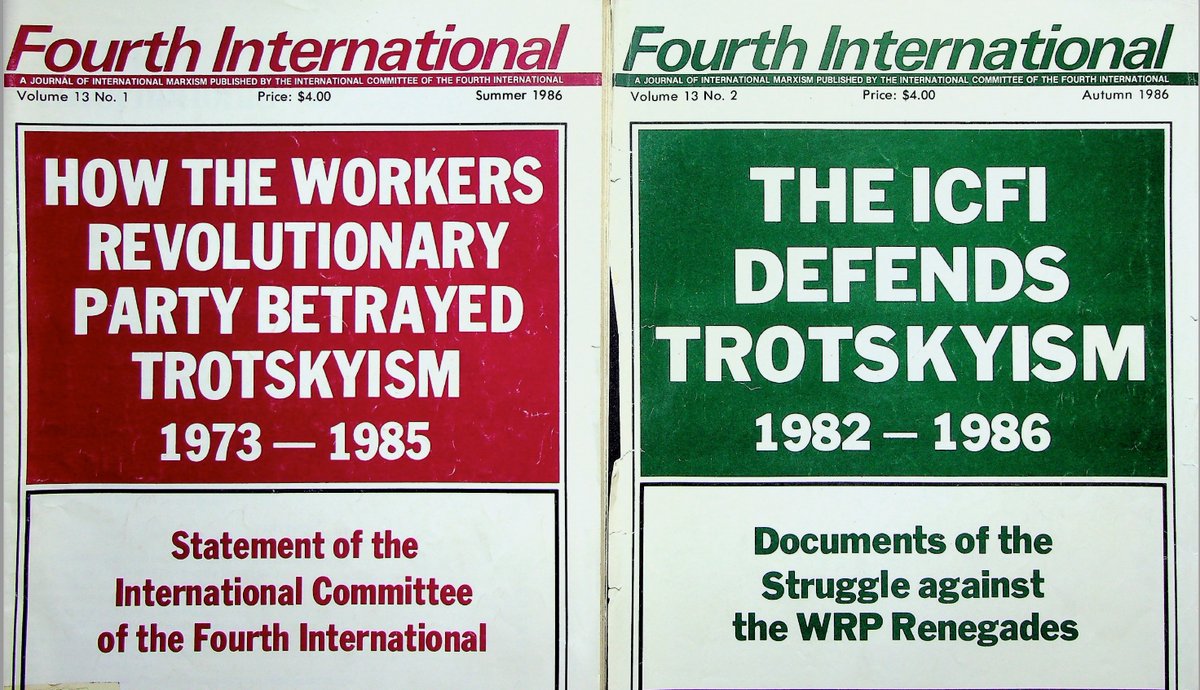 Fourth International
A JOURNAL OF INTERNATIONAL MARXISM PUBLISHED BY THE INTERNATIONAL COMMITTEE OF THE FOURTH INTERNATIONAL
Volume 13 No. 1 Price: $4.00 Summer 1986
HOW THE WORKERS
REVOLUTIONARY
PARTY BETRAYED
TROTSKYISM
1973 — 1985
Statement of the
International Committee
of the Fourth International
Fourth International
A JOURNAL OF INTERNATIONAL MARXISM PUBLISHED BY THE INTERNATIONAL COMMITTEE OF THE FOURTH INTERNATIONAL
Volume 13 No. 2 Price: $4.00 Autumn 1986
THE ICFI
DEFENDS
TROTSKYISM
1982 — 1986
Documents of the
Struggle against
the WRP Renegades